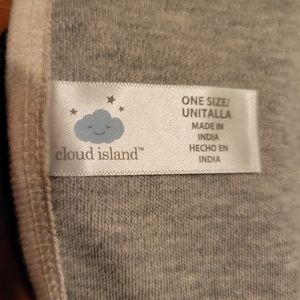 cloud island™
ONE SIZE/
UNITALLA
MADE IN
INDIA
HECHO EN
INDIA